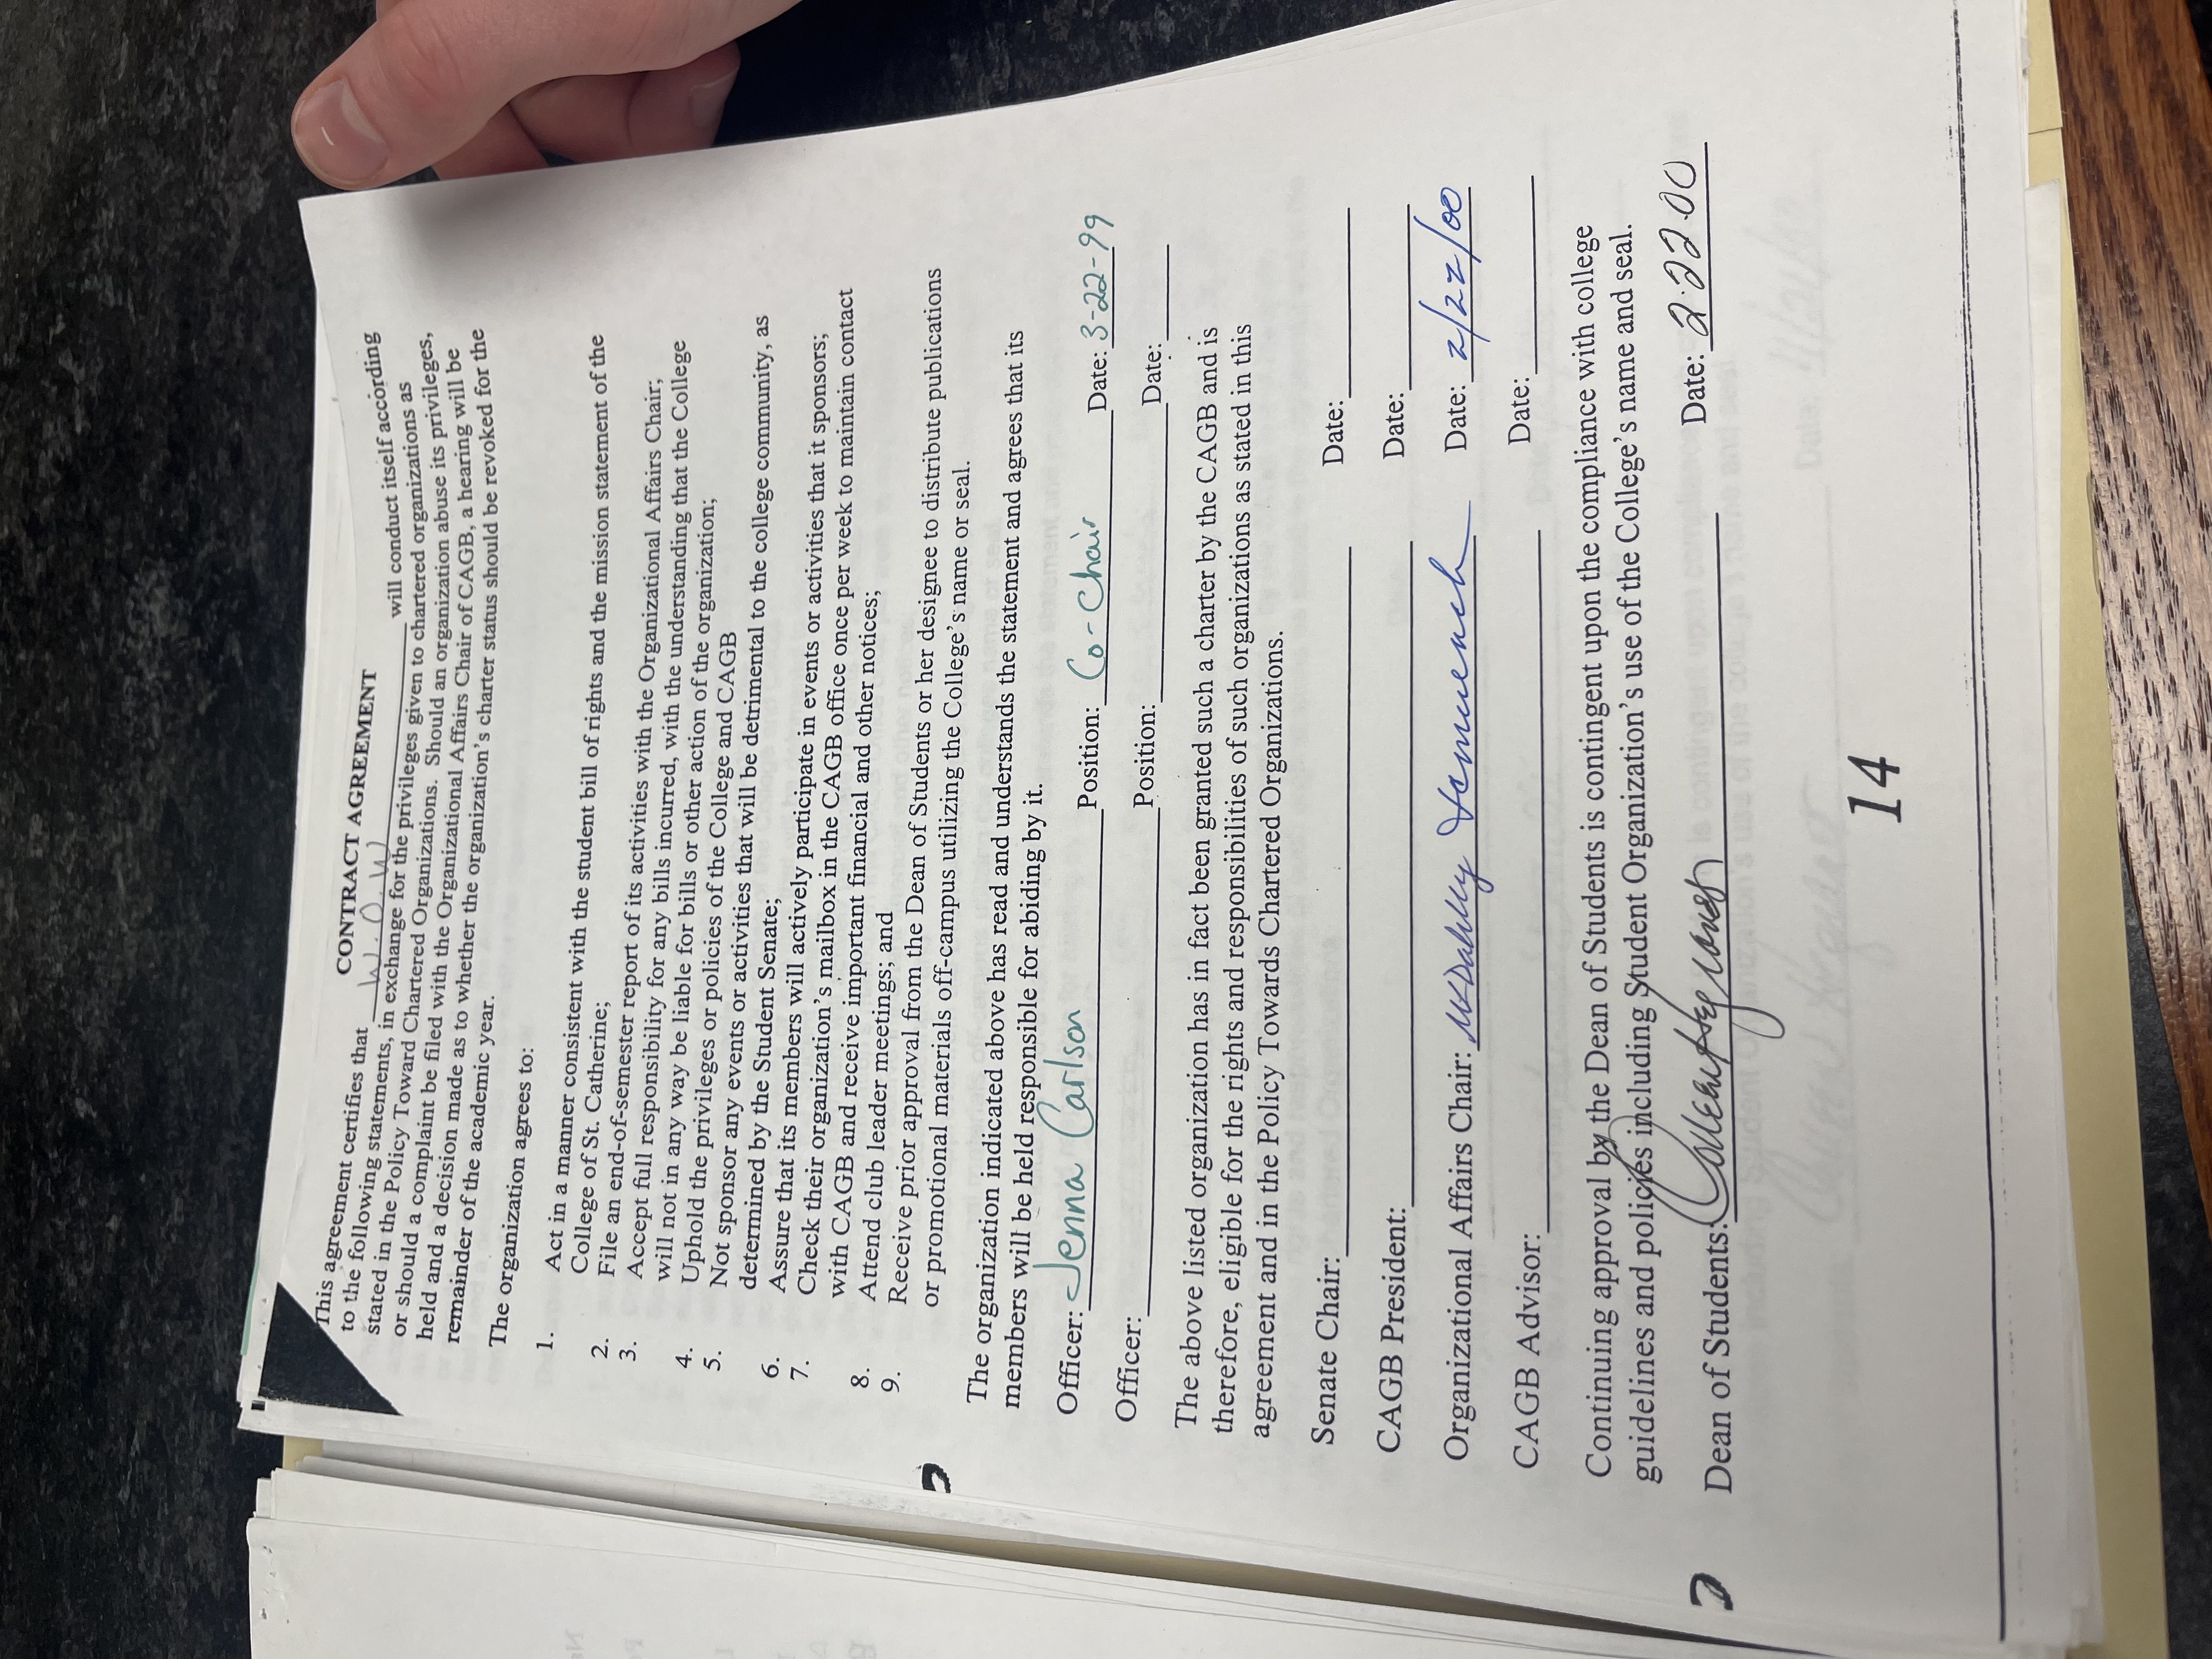 CONTRACT AGREEMENT
This agreement certifies that W.O.W will conduct itself according
to the following statements, in exchange for the privileges given to chartered organizations as
stated in the Policy Toward Chartered Organizations. Should an organization abuse its privileges,
or should a complaint be filed with the Organizational Affairs Chair of CAGB, a hearing will be
held and a decision made as to whether the organization's charter status should be revoked for the
remainder of the academic year.
The organization agrees to:
1. Act in a manner consistent with the student bill of rights and the mission statement of the
College of St. Catherine;
2. File an end-of-semester report of its activities with the Organizational Affairs Chair;
3. Accept full responsibility for any bills incurred, with the understanding that the College
will not in any way be liable for bills or other action of the organization;
4. Uphold the privileges or policies of the College and CAGB
5. Not sponsor any events or activities that will be detrimental to the college community, as
determined by the Student Senate;
6. Assure that its members will actively participate in events or activities that it sponsors;
7. Check their organization's mailbox in the CAGB office once per week to maintain contact
with CAGB and receive important financial and other notices;
8. Attend club leader meetings; and
9. Receive prior approval from the Dean of Students or her designee to distribute publications
or promotional materials off-campus utilizing the College's name or seal.
The organization indicated above has read and understands the statement and agrees that its
members will be held responsible for abiding by it.
Officer: Jenna Carlson Position: Co-Chair Date: 3-22-99
Officer: Position: Date:
The above listed organization has in fact been granted such a charter by the CAGB and is
therefore, eligible for the rights and responsibilities of such organizations as stated in this
agreement and in the Policy Towards Chartered Organizations.
Senate Chair: Date:
CAGB President: Date:
Organizational Affairs Chair: Date: 2/22/00
CAGB Advisor: Date:
Continuing approval by the Dean of Students is contingent upon the compliance with college
guidelines and policies including Student Organization's use of the College's name and seal.
Dean of Students: Colleen Date: 2.22.00
14